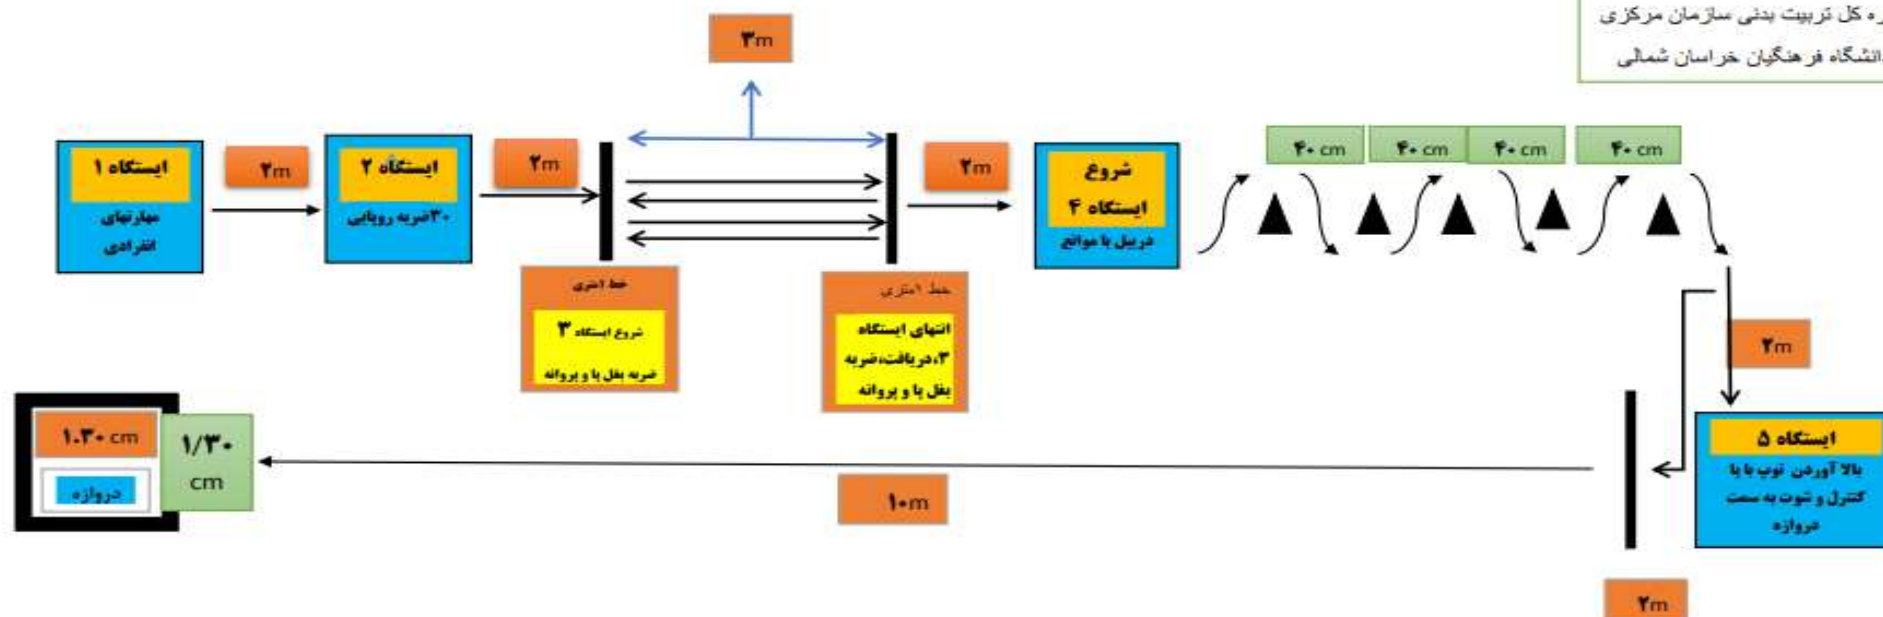 ره کل تربیت بدنی سازمان مرکزی
دانشگاه فرهنگیان خراسان شمالی
۳m
ایستگاه ۱
مهارتهای
انفرادی
۲m
ایستگاه ۲
۳۰ضربه روپایی
۲m
۲m
شروع
ایستگاه ۴
دریبل با موانع
۴۰ cm
۴۰ cm
۴۰ cm
۴۰ cm
خط ۱متری
شروع ایستگاه ۳
ضربه بغل پا و پروانه
خط ۱متری
انتهای ایستگاه
۳،دریافت،ضربه
بغل پا و پروانه
۲m
ایستگاه ۵
بالا آوردن توپ با پا
کنترل و شوت به سمت
دروازه
۱.۳۰ cm
دروازه
۱/۳۰
cm
۱۰m
۲m